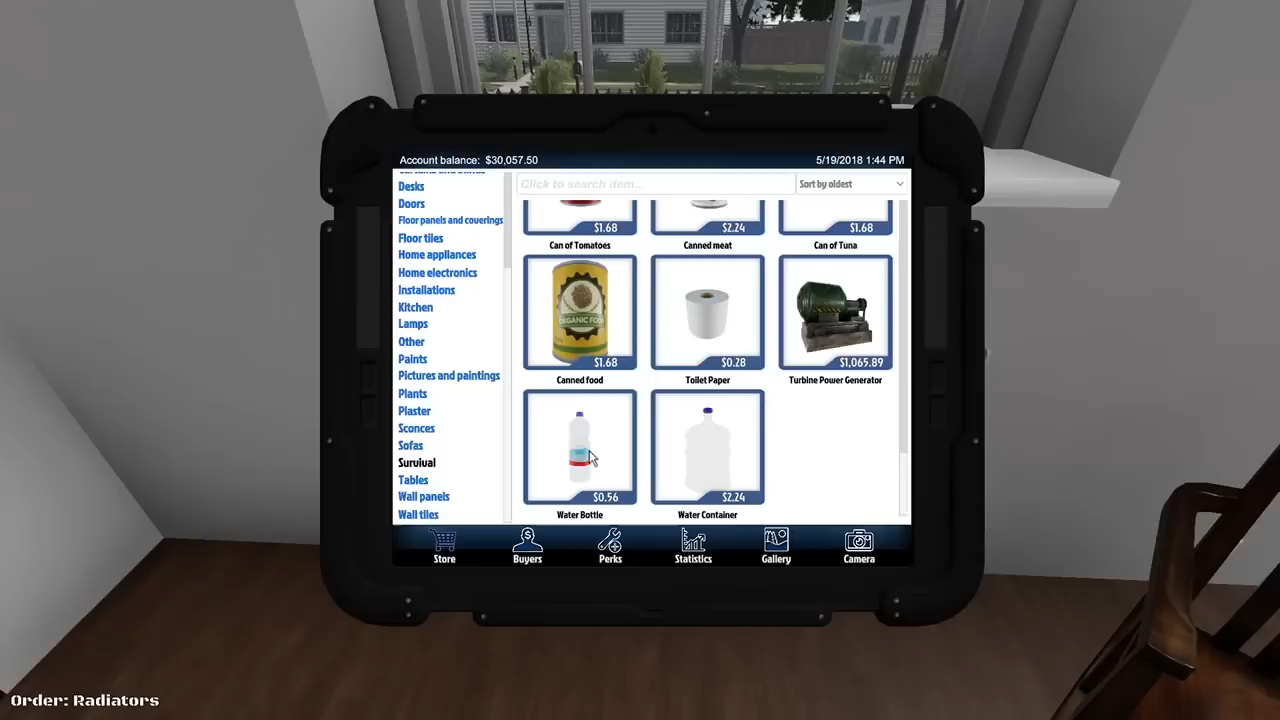 Account balance: $30,057.50
5/19/2018 1:44 PM
Click to search item...
Sort by oldest
Desks
Doors
Floor panels and coverings
Floor tiles
Home appliances
Home electronics
Installations
Kitchen
Lamps
Other
Paints
Pictures and paintings
Plants
Plaster
Sconces
Sofas
Survival
Tables
Wall panels
Wall tiles
$1.68
$2.24
$1.68
Can of Tomatoes
Canned meat
Can of Tuna
ORGANIC FOOD
$1.68
$0.28
$1,065.89
Canned food
Toilet Paper
Turbine Power Generator
$0.56
$2.24
Water Bottle
Water Container
Store
Buyers
Perks
Statistics
Gallery
Camera
Order: Radiators